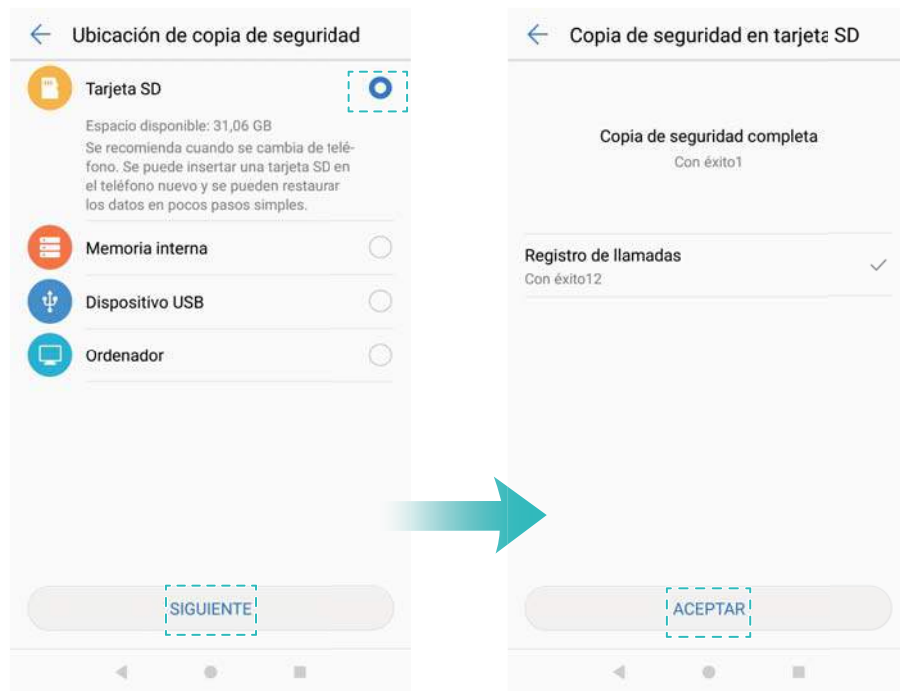 Ubicación de copia de seguridad
Tarjeta SD
Espacio disponible: 31,06 GB
Se recomienda cuando se cambia de telé-
fono. Se puede insertar una tarjeta SD en
el teléfono nuevo y se pueden restaurar
los datos en pocos pasos simples.
Memoria interna
Dispositivo USB
Ordenador
SIGUIENTE
Copia de seguridad en tarjeta SD
Copia de seguridad completa
Con éxito1
Registro de llamadas
Con éxito12
ACEPTAR